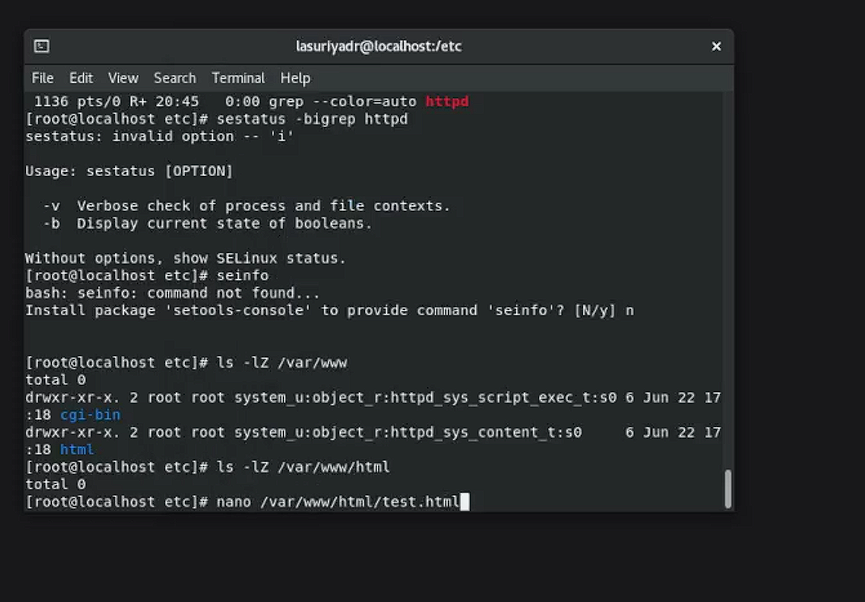 lasuriyadr@localhost:/etc
×
File Edit View Search Terminal Help
1136 pts/0 R+ 20:45 0:00 grep --color=auto httpd
[root@localhost etc]# sestatus -bigrep httpd
sestatus: invalid option -- 'i'
Usage: sestatus [OPTION]
-v Verbose check of process and file contexts.
-b Display current state of booleans.
Without options, show SELinux status.
[root@localhost etc]# seinfo
bash: seinfo: command not found...
Install package 'setools-console' to provide command 'seinfo'? [N/y] n
[root@localhost etc]# ls -lZ /var/www
total 0
drwxr-xr-x. 2 root root system_u:object_r:httpd_sys_script_exec_t:s0 6 Jun 22 17
:18 cgi-bin
drwxr-xr-x. 2 root root system_u:object_r:httpd_sys_content_t:s0 6 Jun 22 17
:18 html
[root@localhost etc]# ls -lZ /var/www/html
total 0
[root@localhost etc]# nano /var/www/html/test.html